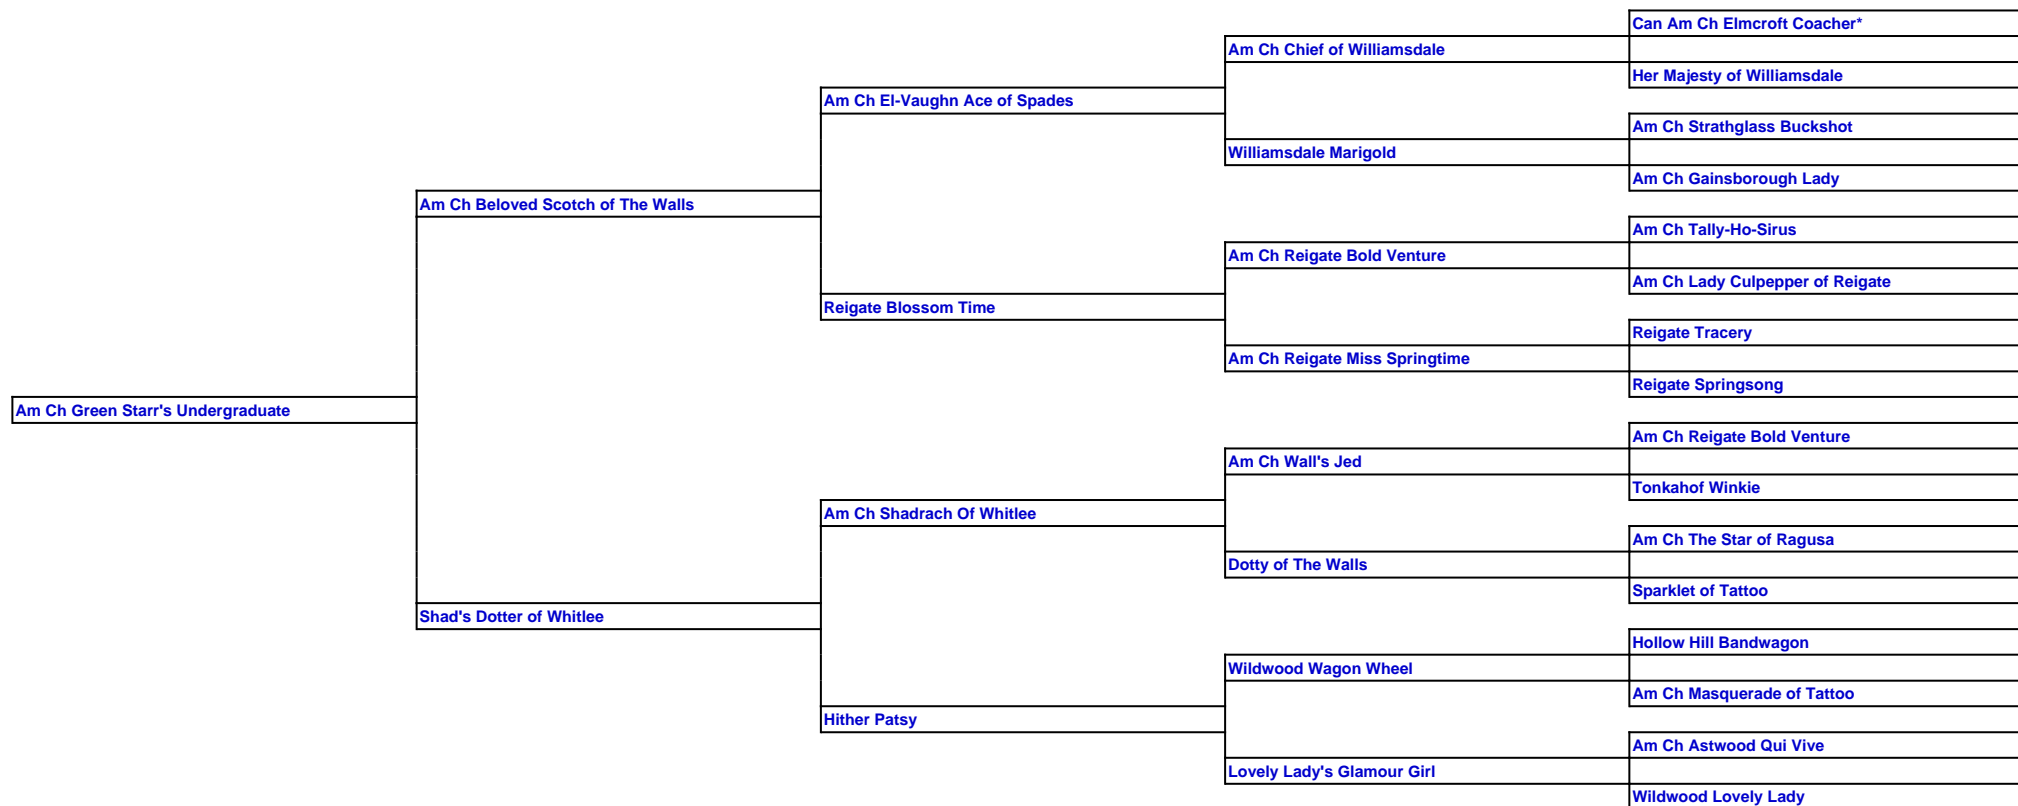 Can Am Ch Elmcroft Coacher*
Am Ch Chief of Williamsdale
Her Majesty of Williamsdale
Am Ch El-Vaughn Ace of Spades
Am Ch Strathglass Buckshot
Williamsdale Marigold
Am Ch Gainsborough Lady
Am Ch Beloved Scotch of The Walls
Am Ch Tally-Ho-Sirus
Am Ch Reigate Bold Venture
Am Ch Lady Culpepper of Reigate
Reigate Blossom Time
Reigate Tracery
Am Ch Reigate Miss Springtime
Reigate Springsong
Am Ch Green Starr's Undergraduate
Am Ch Reigate Bold Venture
Am Ch Wall's Jed
Tonkahof Winkie
Am Ch Shadrach Of Whitlee
Am Ch The Star of Ragusa
Dotty of The Walls
Sparklet of Tattoo
Shad's Dotter of Whitlee
Hollow Hill Bandwagon
Wildwood Wagon Wheel
Am Ch Masquerade of Tattoo
Hither Patsy
Am Ch Astwood Qui Vive
Lovely Lady's Glamour Girl
Wildwood Lovely Lady